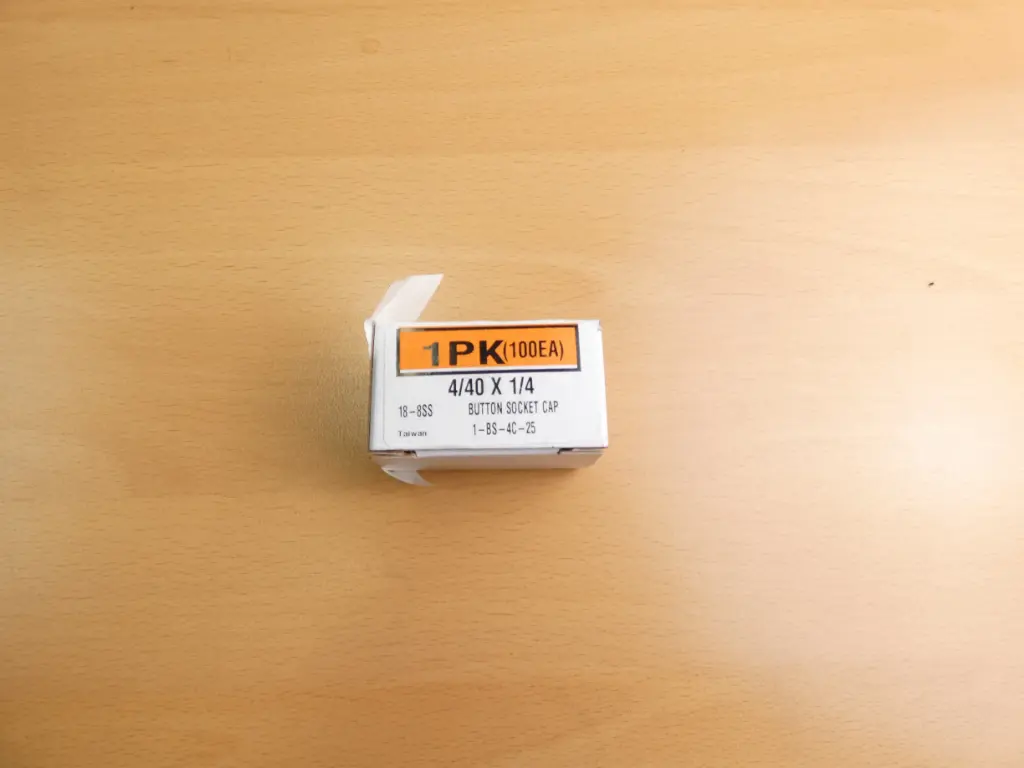 1PK(100EA)
4/40 X 1/4
18-8SS BUTTON SOCKET CAP
Taiwan 1-BS-4C-25